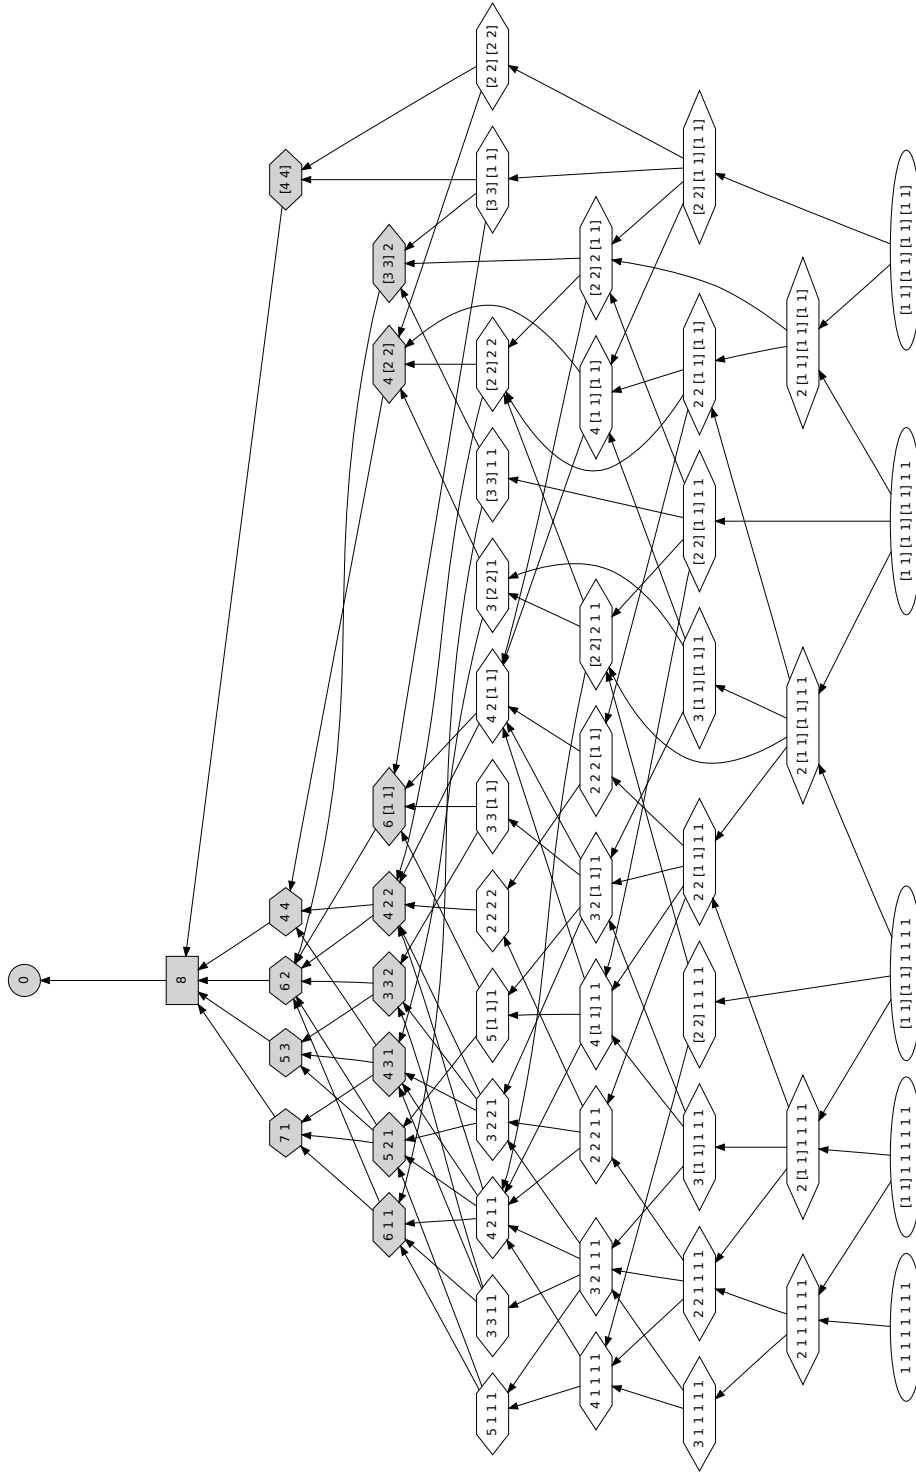 0
8
7 1
5 3
6 2
4 4
[4 4]
6 1 1
5 2 1
4 3 1
3 3 2
4 2 2
6 [1 1]
4 [2 2]
[3 3] 2
5 1 1 1
3 3 1 1
4 2 1 1
3 2 2 1
5 [1 1] 1
2 2 2 2
3 3 [1 1]
4 2 [1 1]
3 [2 2] 1
[3 3] 1 1
[2 2] 2 2
[3 3] [1 1]
[2 2] [2 2]
4 1 1 1 1
3 2 1 1 1
2 2 2 1 1
4 [1 1] 1 1
3 2 [1 1] 1
2 2 2 [1 1]
[2 2] 2 1 1
4 [1 1] [1 1]
[2 2] 2 [1 1]
3 1 1 1 1 1
2 2 1 1 1 1
3 [1 1] 1 1 1
[2 2] 1 1 1 1
2 2 [1 1] 1 1
3 [1 1] [1 1] 1
[2 2] [1 1] 1 1
2 2 [1 1] [1 1]
[2 2] [1 1] [1 1]
2 1 1 1 1 1 1
2 [1 1] 1 1 1 1
2 [1 1] [1 1] 1 1
2 [1 1] [1 1] [1 1]
1 1 1 1 1 1 1 1
[1 1] 1 1 1 1 1 1
[1 1] [1 1] 1 1 1 1
[1 1] [1 1] [1 1] 1 1
[1 1] [1 1] [1 1] [1 1]